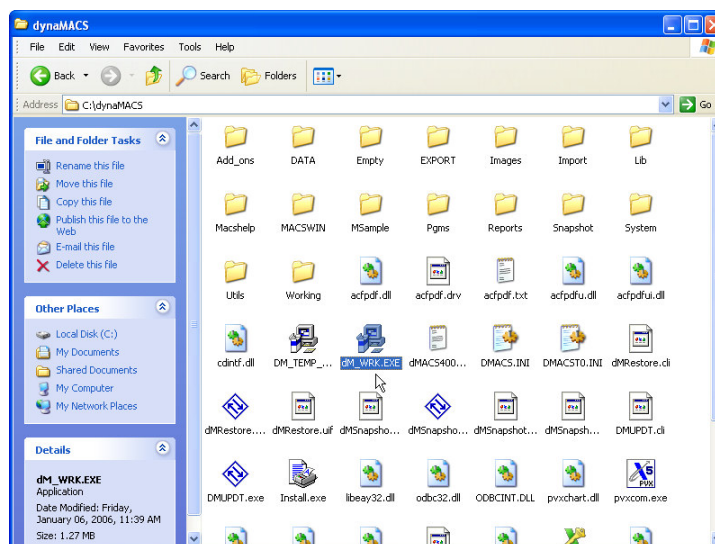 dynaMACS
File Edit View Favorites Tools Help
Back Search Folders
Address C:\dynaMACS Go
File and Folder Tasks
Rename this file
Move this file
Copy this file
Publish this file to the
Web
E-mail this file
Delete this file
Other Places
Local Disk (C:)
My Documents
Shared Documents
My Computer
My Network Places
Details
dM_WRK.EXE
Application
Date Modified: Friday,
January 06, 2006, 11:39 AM
Size: 1.27 MB
Add_ons DATA Empty EXPORT Images Import Lib
Macshelp MACSWIN MSample Pgms Reports Snapshot System
Utils Working acfpdf.dll acfpdf.drv acfpdf.txt acfpdfu.dll acfpdfui.dll
cdintf.dll DM_TEMP_... dM_WRK.EXE dMACS400... DMACS.INI DMACST0.INI dMRestore.cli
dMRestore.... dMRestore.uif dMSnapsho... dMSnapsho... dMSnapshot... dMSnapsh... DMUPDT.cli
DMUPDT.exe Install.exe libeay32.dll odbc32.dll ODBCINT.DLL pvxchart.dll pvxcom.exe